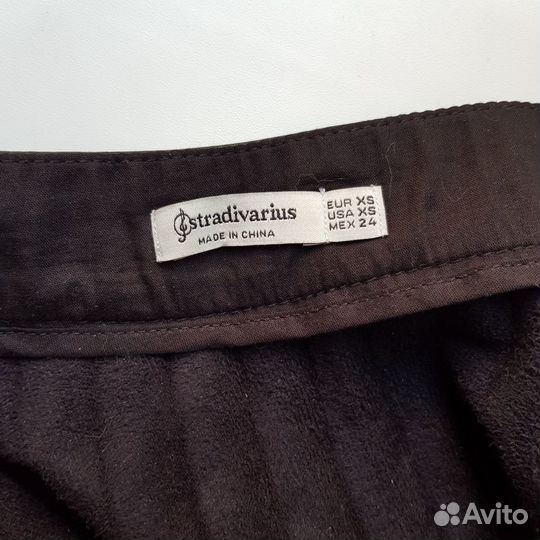 stradivarius
MADE IN CHINA
EUR XS
USA XS
MEX 24
Avito